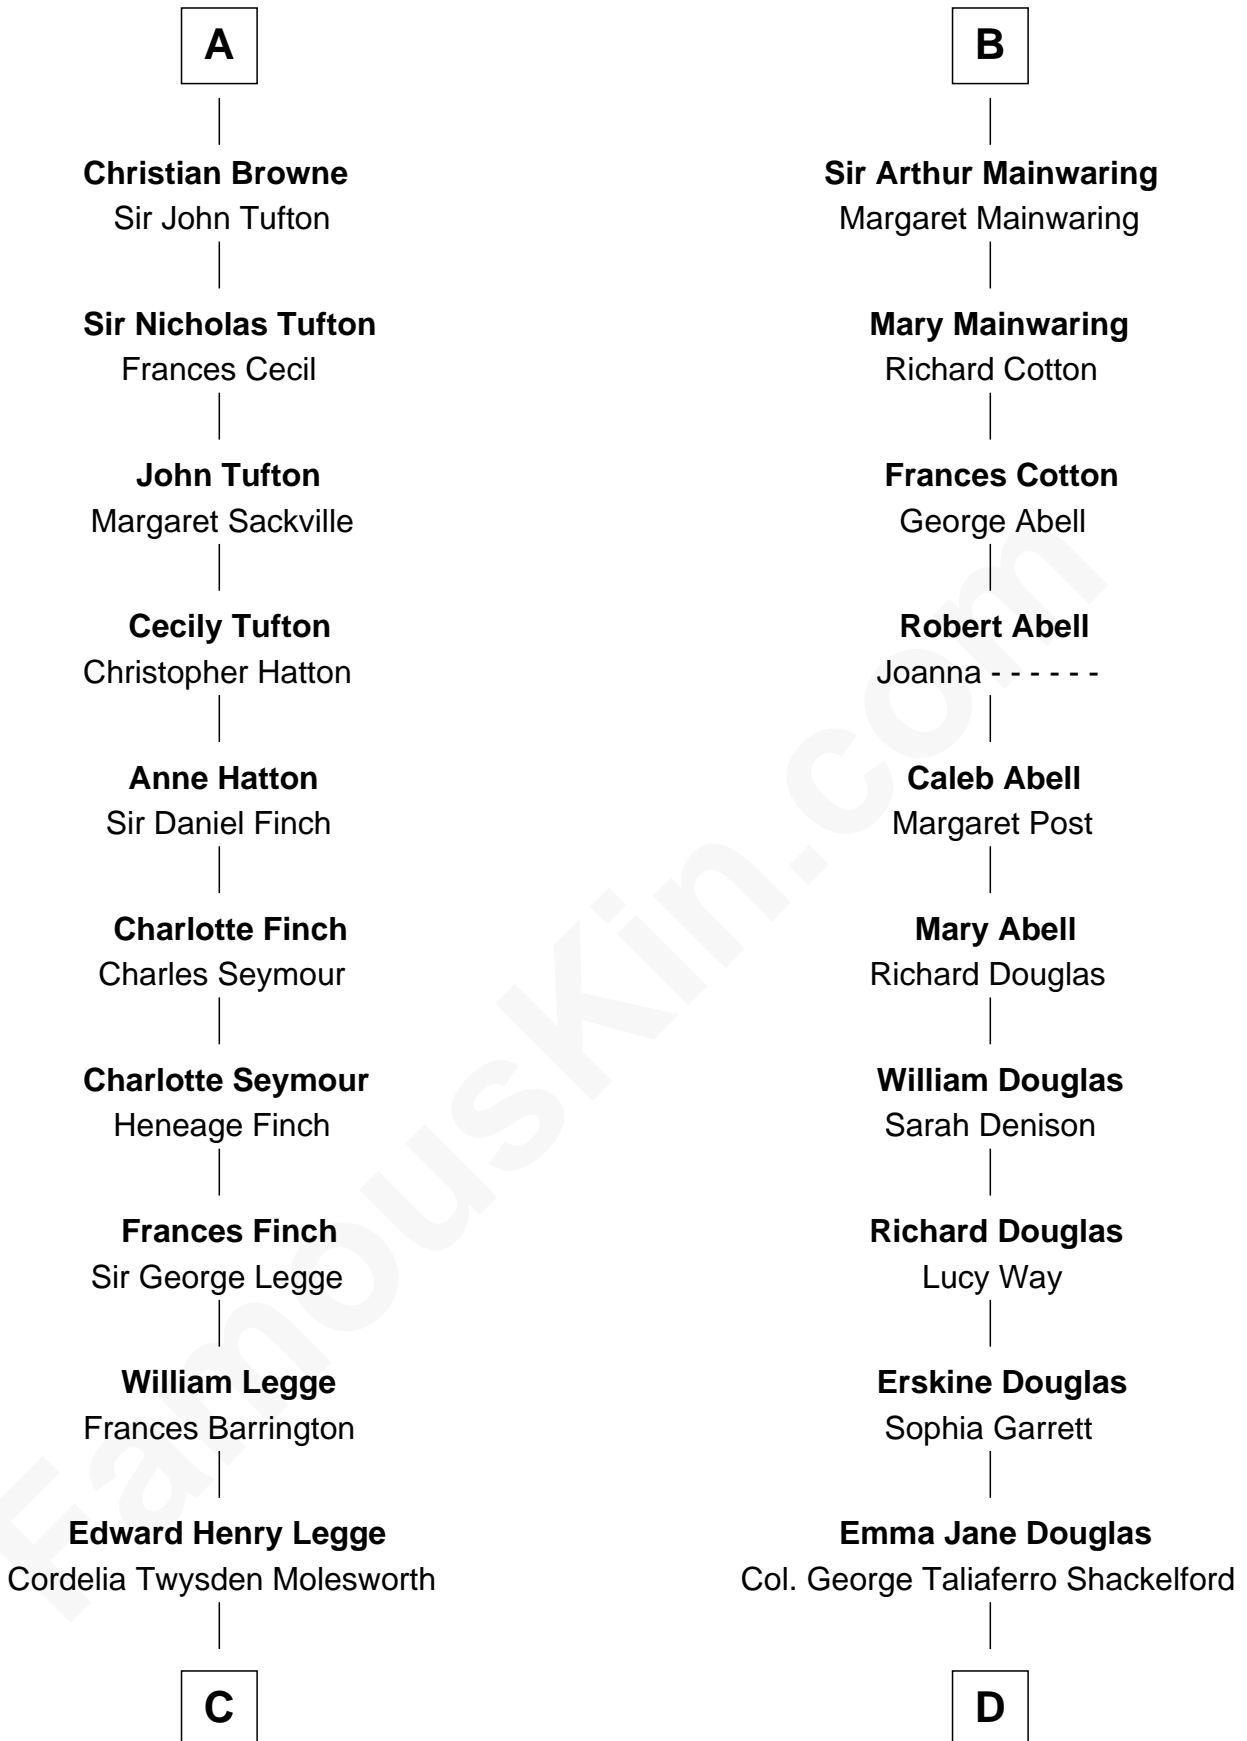 A
Christian Browne
Sir John Tufton
Sir Nicholas Tufton
Frances Cecil
John Tufton
Margaret Sackville
Cecily Tufton
Christopher Hatton
Anne Hatton
Sir Daniel Finch
Charlotte Finch
Charles Seymour
Charlotte Seymour
Heneage Finch
Frances Finch
Sir George Legge
William Legge
Frances Barrington
Edward Henry Legge
Cordelia Twysden Molesworth
C
B
Sir Arthur Mainwaring
Margaret Mainwaring
Mary Mainwaring
Richard Cotton
Frances Cotton
George Abell
Robert Abell
Joanna - - - - - -
Caleb Abell
Margaret Post
Mary Abell
Richard Douglas
William Douglas
Sarah Denison
Richard Douglas
Lucy Way
Erskine Douglas
Sophia Garrett
Emma Jane Douglas
Col. George Taliaferro Shackelford
D
FamousKin.com